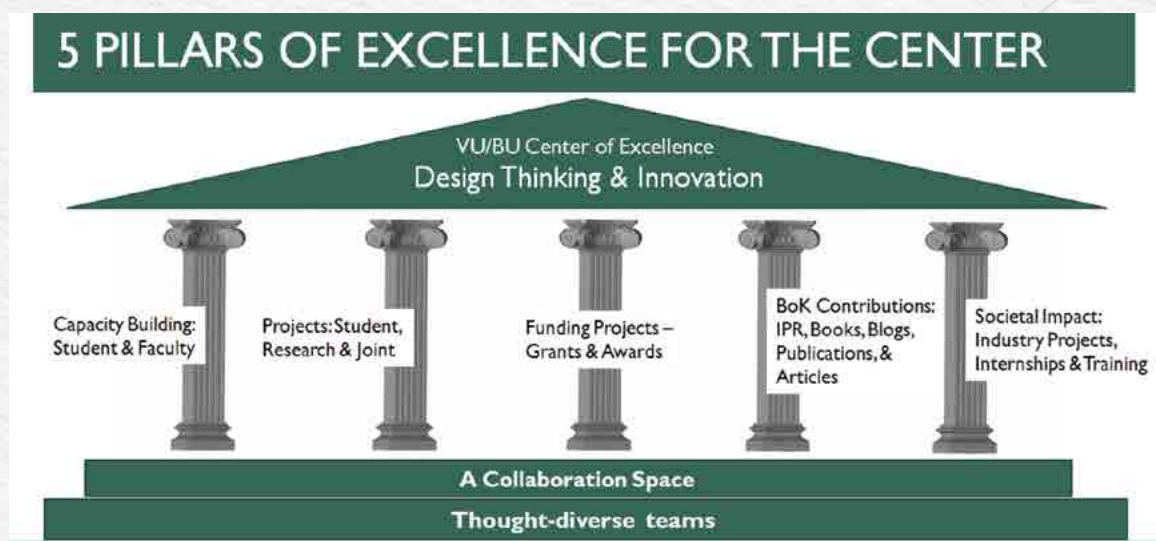 5 PILLARS OF EXCELLENCE FOR THE CENTER
VU/BU Center of Excellence
Design Thinking & Innovation
Capacity Building:
Student & Faculty
Projects: Student,
Research & Joint
Funding Projects –
Grants & Awards
BoK Contributions:
IPR, Books, Blogs,
Publications, &
Articles
Societal Impact:
Industry Projects,
Internships & Training
A Collaboration Space
Thought-diverse teams